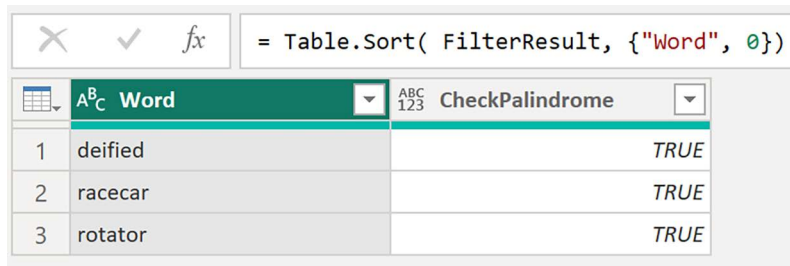 fx = Table.Sort( FilterResult, {"Word", 0})
ABC Word ABC 123 CheckPalindrome
1 deified TRUE
2 racecar TRUE
3 rotator TRUE